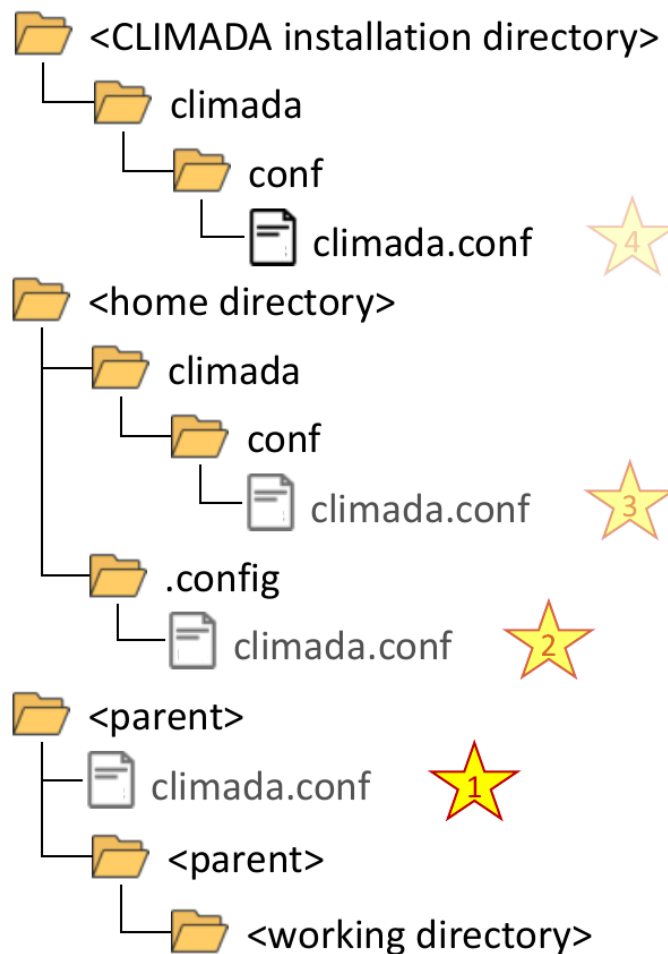 <CLIMADA installation directory>
climada
conf
climada.conf 4
<home directory>
climada
conf
climada.conf 3
.config
climada.conf 2
<parent>
climada.conf 1
<parent>
<working directory>